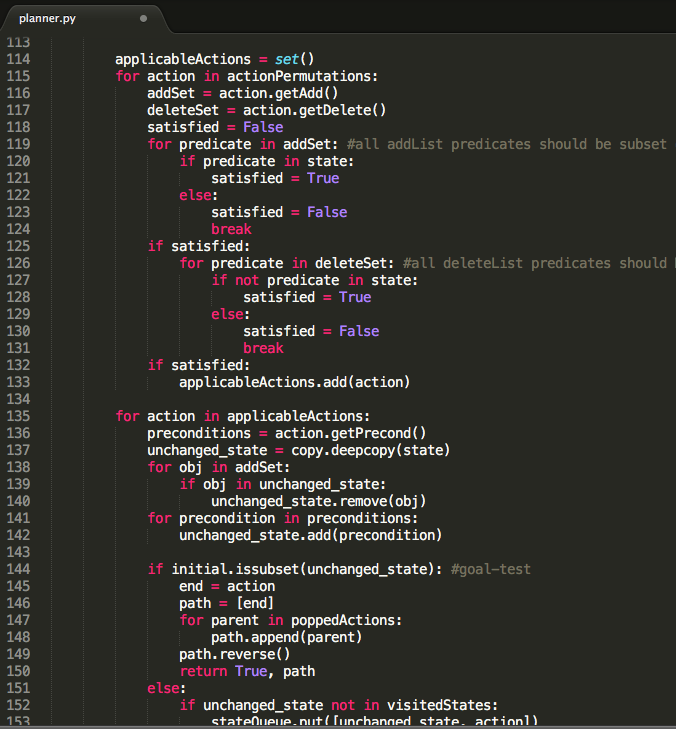 planner.py
113
114 applicableActions = set()
115 for action in actionPermutations:
116 addSet = action.getAdd()
117 deleteSet = action.getDelete()
118 satisfied = False
119 for predicate in addSet: #all addList predicates should be subset
120 if predicate in state:
121 satisfied = True
122 else:
123 satisfied = False
124 break
125 if satisfied:
126 for predicate in deleteSet: #all deleteList predicates should
127 if not predicate in state:
128 satisfied = True
129 else:
130 satisfied = False
131 break
132 if satisfied:
133 applicableActions.add(action)
134
135 for action in applicableActions:
136 preconditions = action.getPrecond()
137 unchanged_state = copy.deepcopy(state)
138 for obj in addSet:
139 if obj in unchanged_state:
140 unchanged_state.remove(obj)
141 for precondition in preconditions:
142 unchanged_state.add(precondition)
143
144 if initial.issubset(unchanged_state): #goal-test
145 end = action
146 path = [end]
147 for parent in poppedActions:
148 path.append(parent)
149 path.reverse()
150 return True, path
151 else:
152 if unchanged_state not in visitedStates:
153 stateQueue.put([unchanged_state, action])